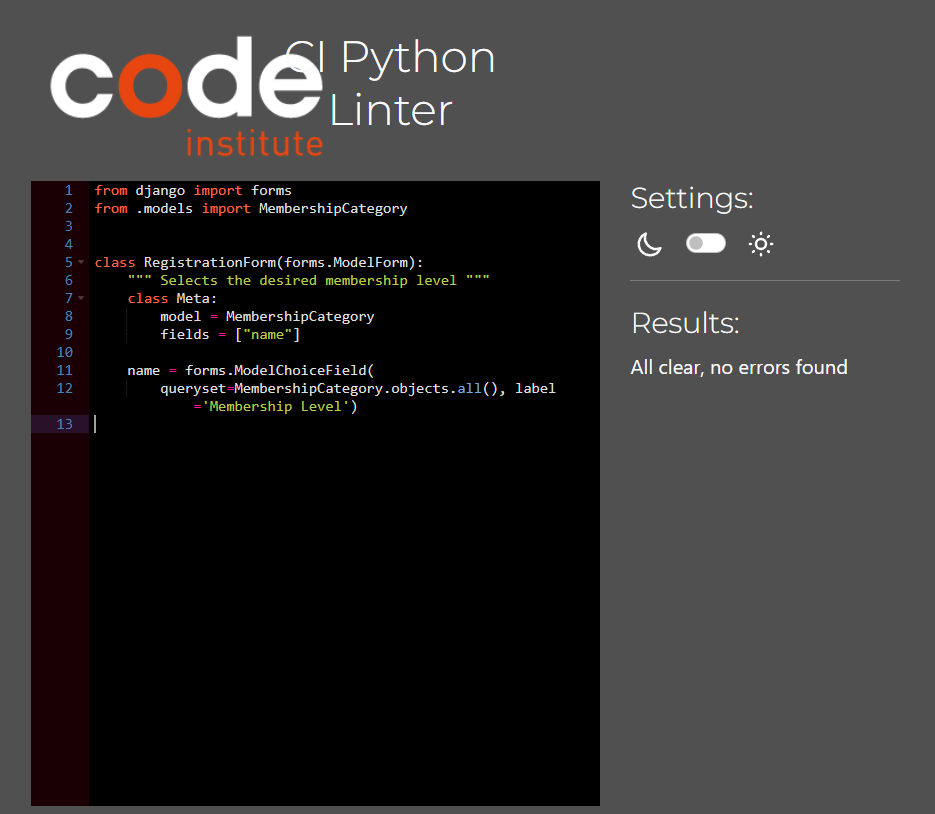 code
institute
CI Python
Linter
1 from django import forms
2 from .models import MembershipCategory
3
4
5 class RegistrationForm(forms.ModelForm):
6     """ Selects the desired membership level """
7     class Meta:
8         model = MembershipCategory
9         fields = ["name"]
10
11     name = forms.ModelChoiceField(
12         queryset=MembershipCategory.objects.all(), label
            ='Membership Level')
13
Settings:
Results:
All clear, no errors found